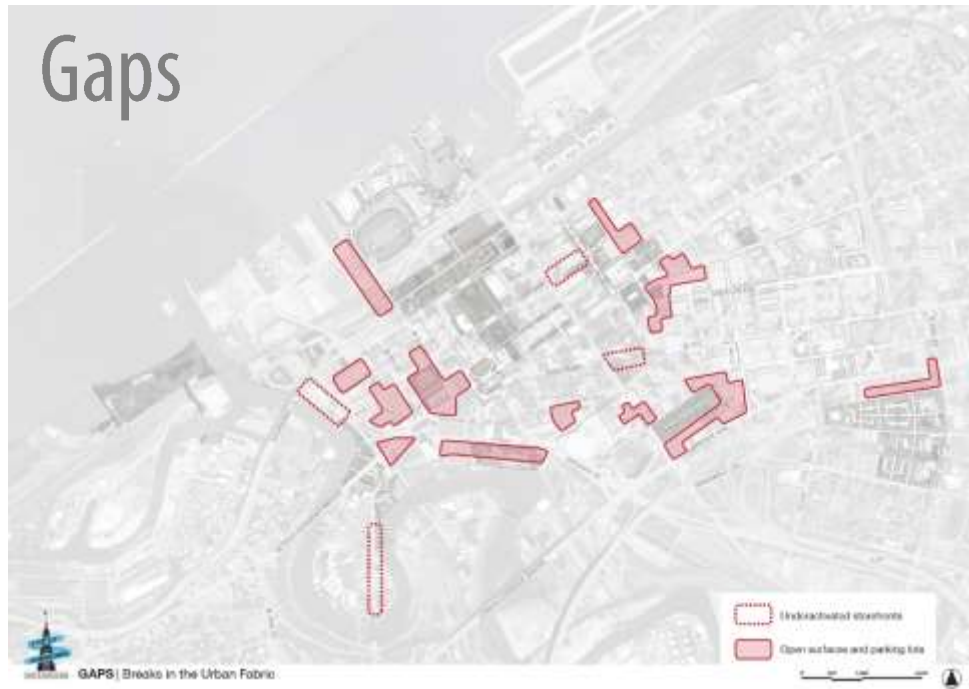 Gaps
Underactivated storefronts
Open surfaces and parking lots
GAPS | Breaks in the Urban Fabric